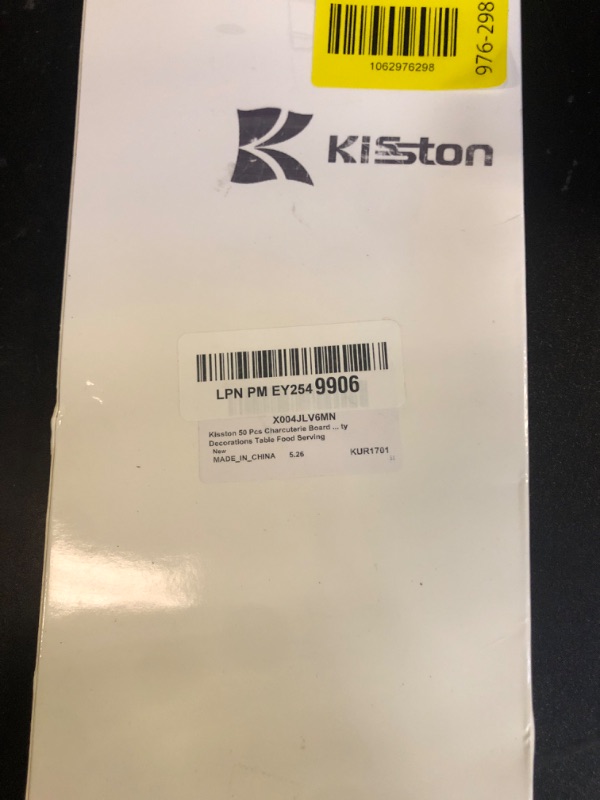 1062976298
976-298
Kisston
LPN PM EY254 9906
X004JLV6MN
Kisston 50 Pcs Charcuterie Board ... ty
Decorations Table Food Serving
New
MADE_IN_CHINA 5.26 KUR1701